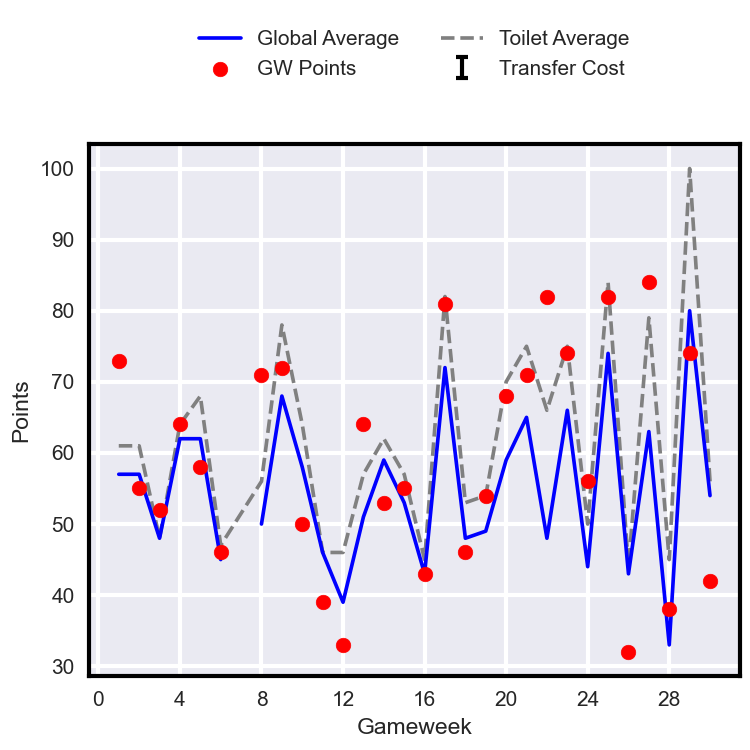 Global Average
Toilet Average
GW Points
Transfer Cost
100
90
80
70
60
50
40
30
Points
0 4 8 12 16 20 24 28
Gameweek